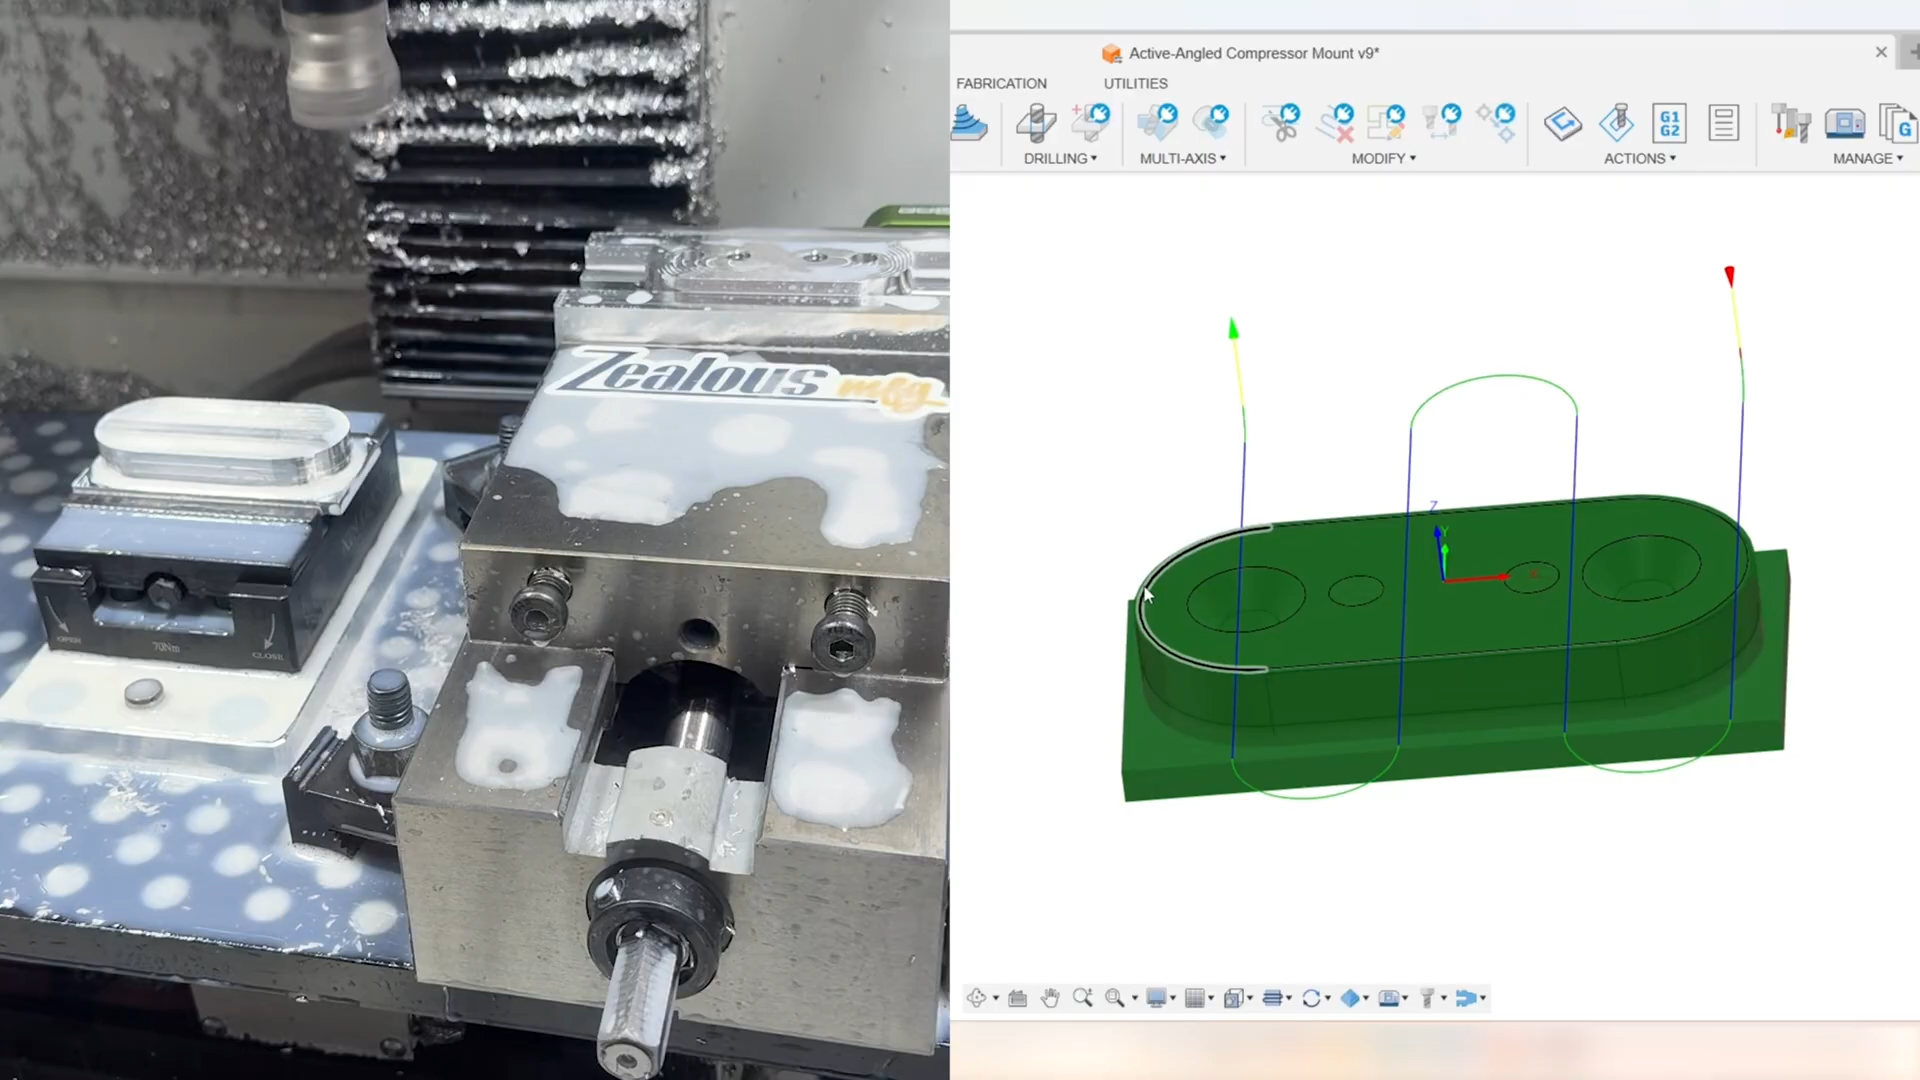 Zealous mfg
OPEN
70Nm
CLOSE
Active-Angled Compressor Mount v9*
FABRICATION
UTILITIES
G1
G2
G
DRILLING
MULTI-AXIS
MODIFY
ACTIONS
MANAGE
Z
Y